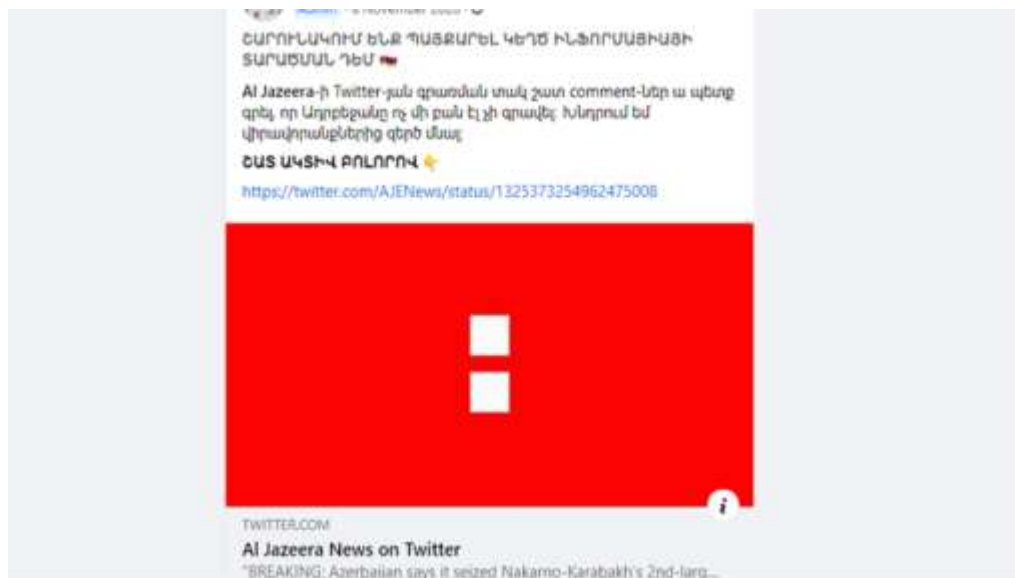 ՇԱՐՈՒՆԱԿՈՒՄ ԵՆՔ ՊԱՅՔԱՐԵԼ ԿԵՂԾ ԻՆՖՈՐՄԱՑԻԱՅԻ
ՏԱՐԱԾՄԱՆ ԴԵՄ
Al Jazeera-ի Twitter-յան գրառման տակ շատ comment-ներ ա պետք
գրել, որ Ադրբեջանը ոչ մի բան էլ չի գրավել: Խնդրում եմ
վիրավորանքներից զերծ մնալ:
ՇԱՏ ԱԿՏԻՎ ԲՈԼՈՐՈՎ 👇
https://twitter.com/AJENews/status/1325373254962475008
i
TWITTER.COM
Al Jazeera News on Twitter
"BREAKING: Azerbaijan says it seized Nakarno-Karabakh's 2nd-larg...